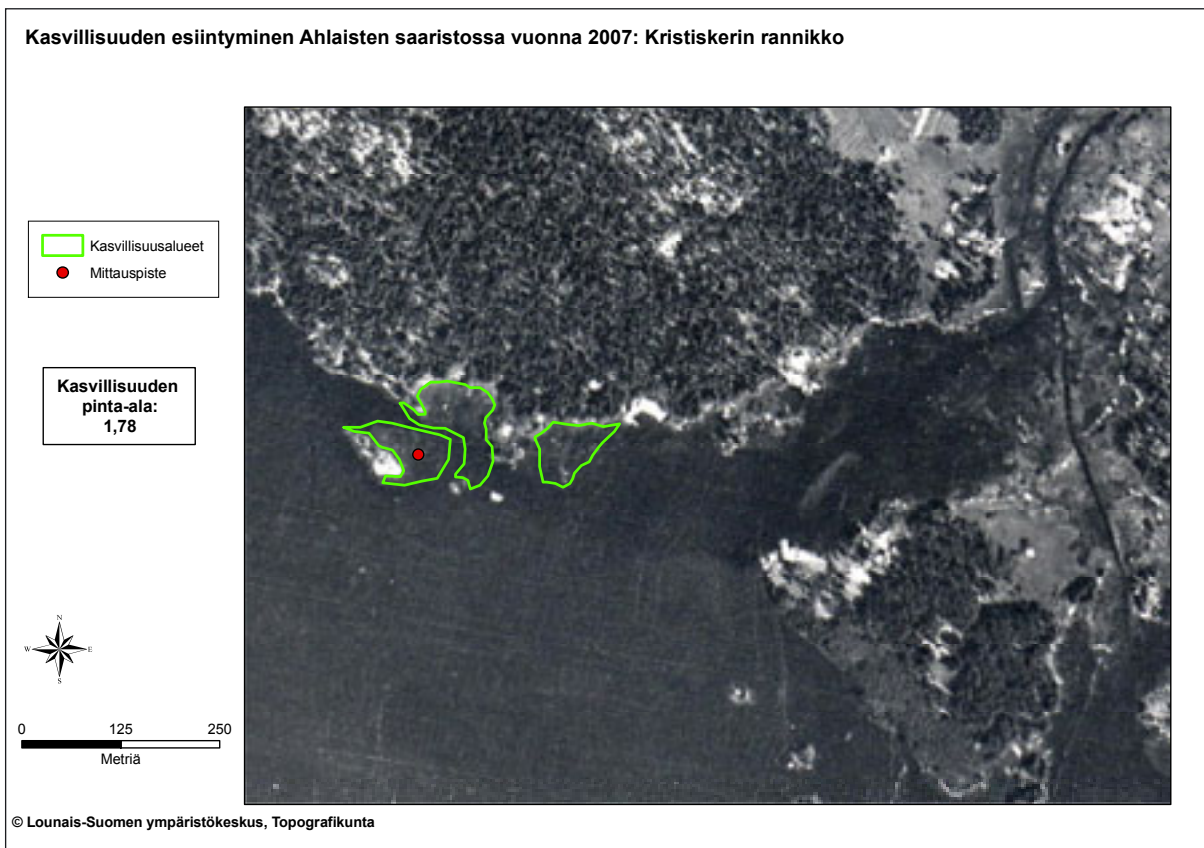 Kasvillisuuden esiintyminen Ahlaisten saaristossa vuonna 2007: Kristiskerin rannikko
Kasvillisuusalueet
Mittauspiste
Kasvillisuuden
pinta-ala:
1,78
N
W E
S
0 125 250
Metriä
© Lounais-Suomen ympäristökeskus, Topografikunta